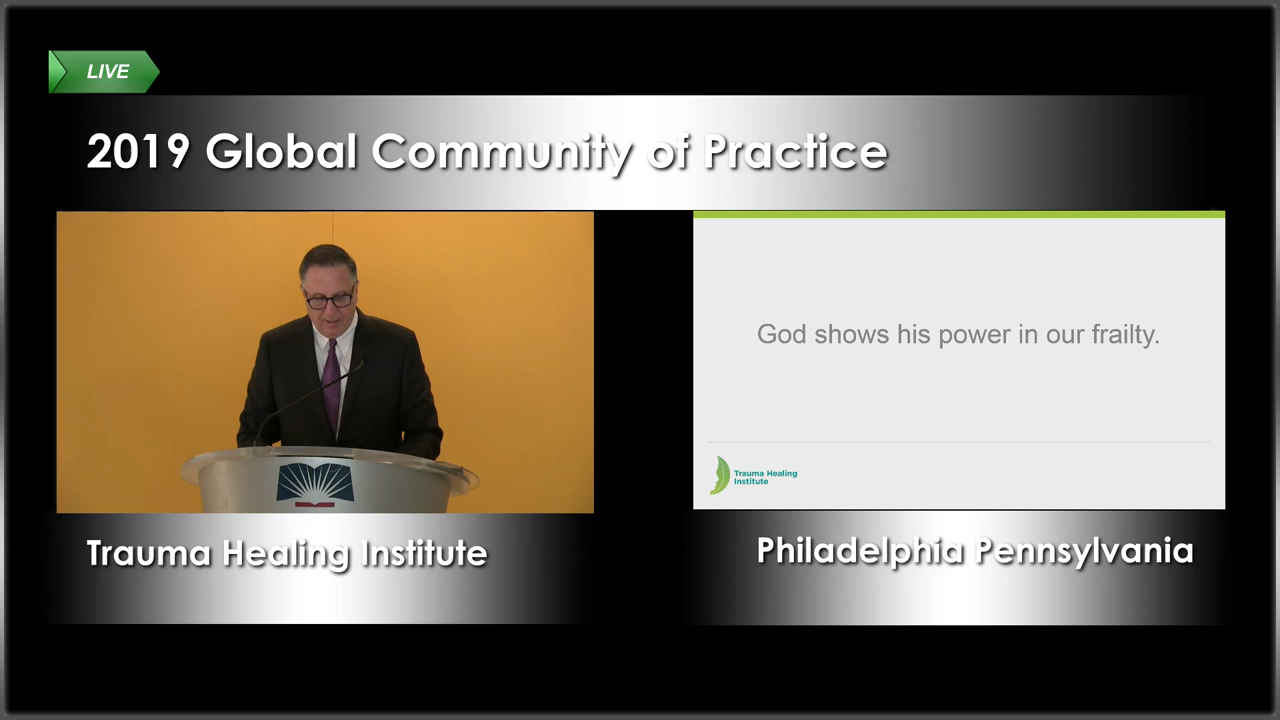 LIVE
2019 Global Community of Practice
God shows his power in our frailty.
Trauma Healing
Institute
Trauma Healing Institute
Philadelphia Pennsylvania